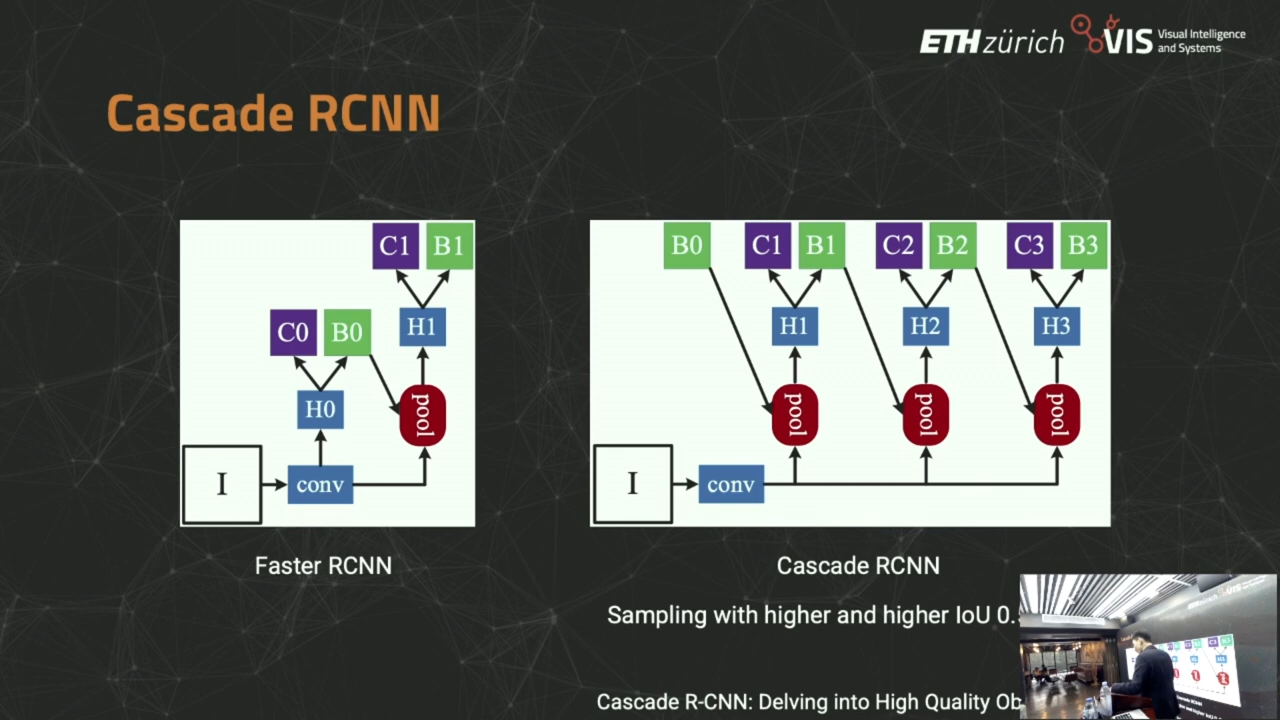 ETH zürich VIS Visual Intelligence
and Systems
Cascade RCNN
C1 B1
C0 B0 H1
H0 pool
I conv
Faster RCNN
B0 C1 B1 C2 B2 C3 B3
H1 H2 H3
pool pool pool
I conv
Cascade RCNN
Sampling with higher and higher IoU
Cascade R-CNN: Delving into High Quality